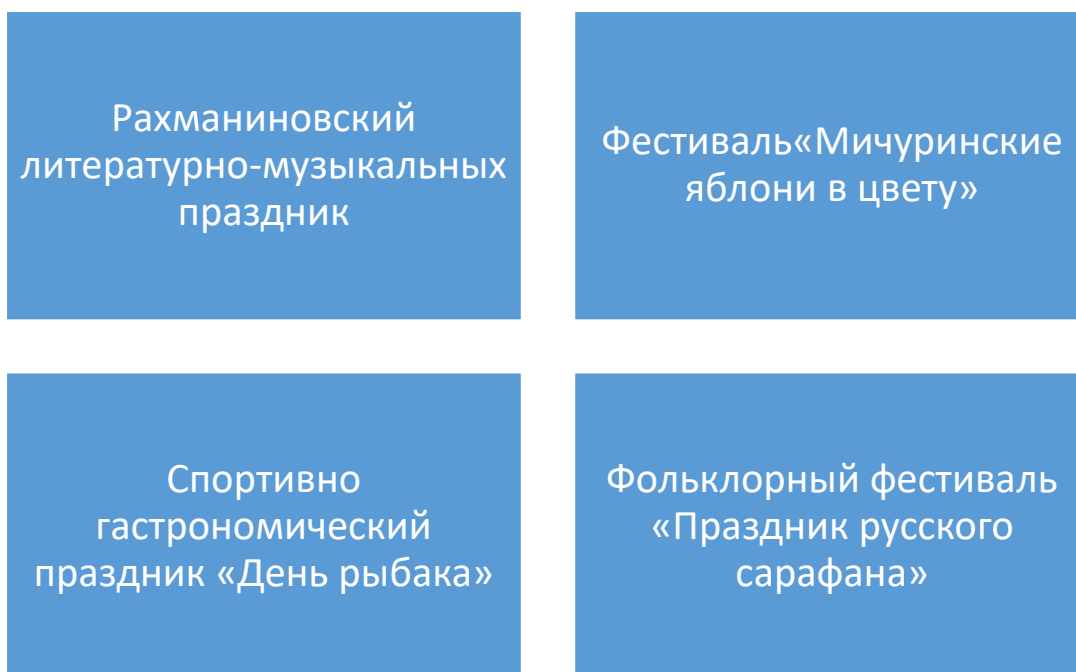 Рахманиновский
литературно-музыкальных
праздник
Фестиваль«Мичуринские
яблони в цвету»
Спортивно
гастрономический
праздник «День рыбака»
Фольклорный фестиваль
«Праздник русского
сарафана»